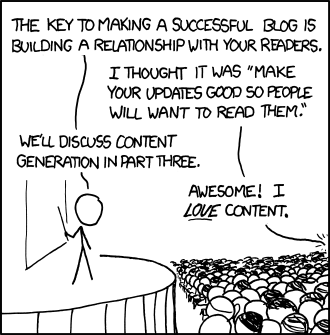 THE KEY TO MAKING A SUCCESSFUL BLOG IS
BUILDING A RELATIONSHIP WITH YOUR READERS.
I THOUGHT IT WAS "MAKE
YOUR UPDATES GOOD SO PEOPLE
WILL WANT TO READ THEM."
WE'LL DISCUSS CONTENT
GENERATION IN PART THREE.
AWESOME! I
LOVE CONTENT.